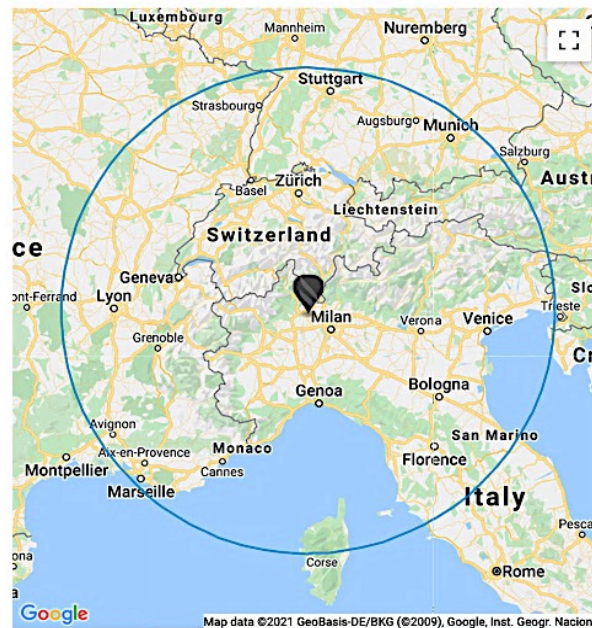 Luxembourg
Mannheim
Nuremberg
Stuttgart
Strasbourg
Augsburg
Munich
Salzburg
Basel
Zürich
Austr
Liechtenstein
Switzerland
ce
Geneva
Slo
ont-Ferrand
Lyon
Milan
Verona
Venice
Trieste
Grenoble
Cr
Genoa
Bologna
Avignon
San Marino
Aix-en-Provence
Monaco
Montpellier
Cannes
Florence
Marseille
Italy
Pesca
ona
Corse
Rome
a
Google
Map data ©2021 GeoBasis-DE/BKG (©2009), Google, Inst. Geogr. Nacion